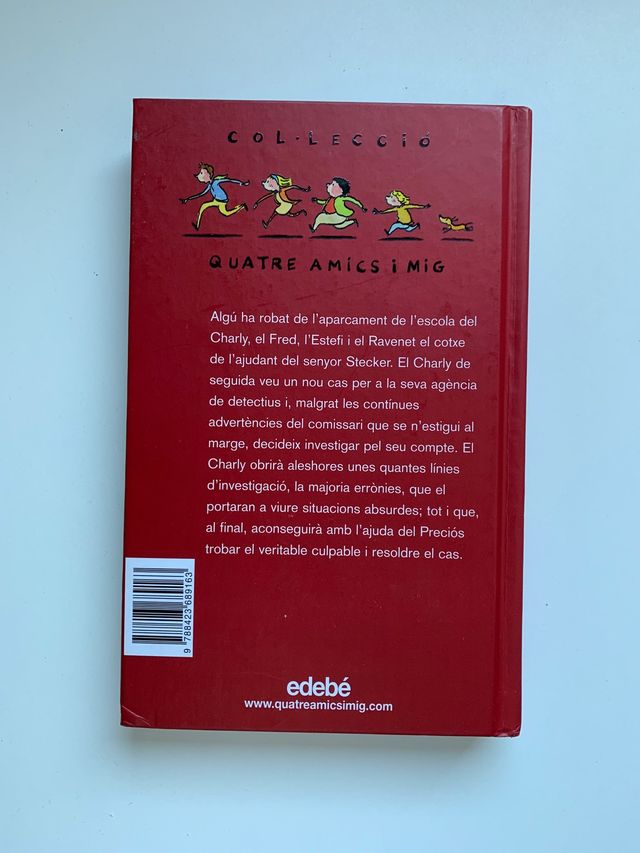 COL·LECCIÓ
QUATRE AMICS i MiG
Algú ha robat de l'aparcament de l'escola del
Charly, el Fred, l'Estefi i el Ravenet el cotxe
de l'ajudant del senyor Stecker. El Charly de
seguida veu un nou cas per a la seva agència
de detectius i, malgrat les contínues
advertències del comissari que se n'estigui al
marge, decideix investigar pel seu compte. El
Charly obrirà aleshores unes quantes línies
d'investigació, la majoria errònies, que el
portaran a viure situacions absurdes; tot i que,
al final, aconseguirà amb l'ajuda del Preciós
trobar el veritable culpable i resoldre el cas.
9 788423 689163
edebé
www.quatreamicsimig.com